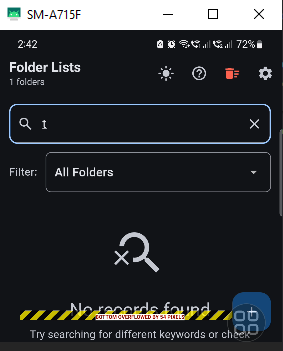 SM-A715F
2:42
72%
Folder Lists
1 folders
t
Filter:
All Folders
No records found
BOTTOM OVERFLOWED BY 54 PIXELS
Try searching for different keywords or check